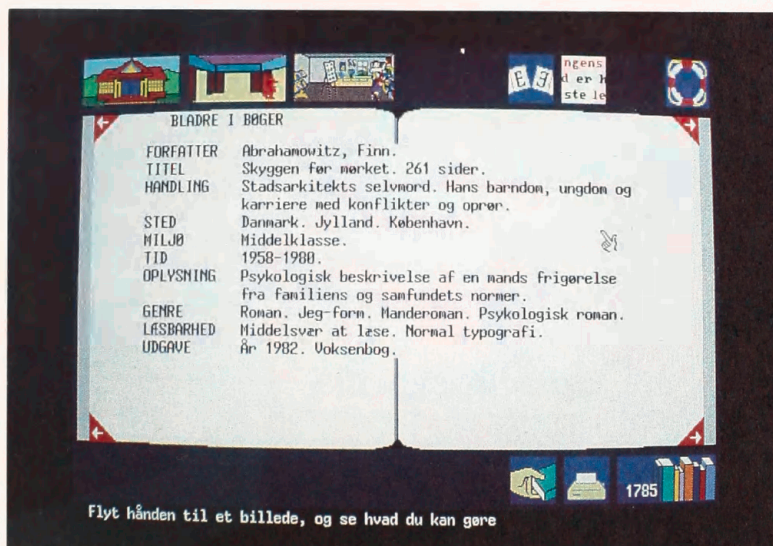 ngens
d er h
ste le
BLADRE I BØGER
FORFATTER Abrahamowitz, Finn.
TITEL Skyggen før mørket. 261 sider.
HANDLING Stadsarkitekts selvmord. Hans barndom, ungdom og
karriere med konflikter og oprør.
STED Danmark. Jylland. København.
MILJØ Middelklasse.
TID 1958-1980.
OPLYSNING Psykologisk beskrivelse af en mands frigørelse
fra familiens og samfundets normer.
GENRE Roman. Jeg-form. Manderoman. Psykologisk roman.
LÆSBARHED Middelsvær at læse. Normal typografi.
UDGAVE År 1982. Voksenbog.
1785
Flyt hånden til et billede, og se hvad du kan gøre